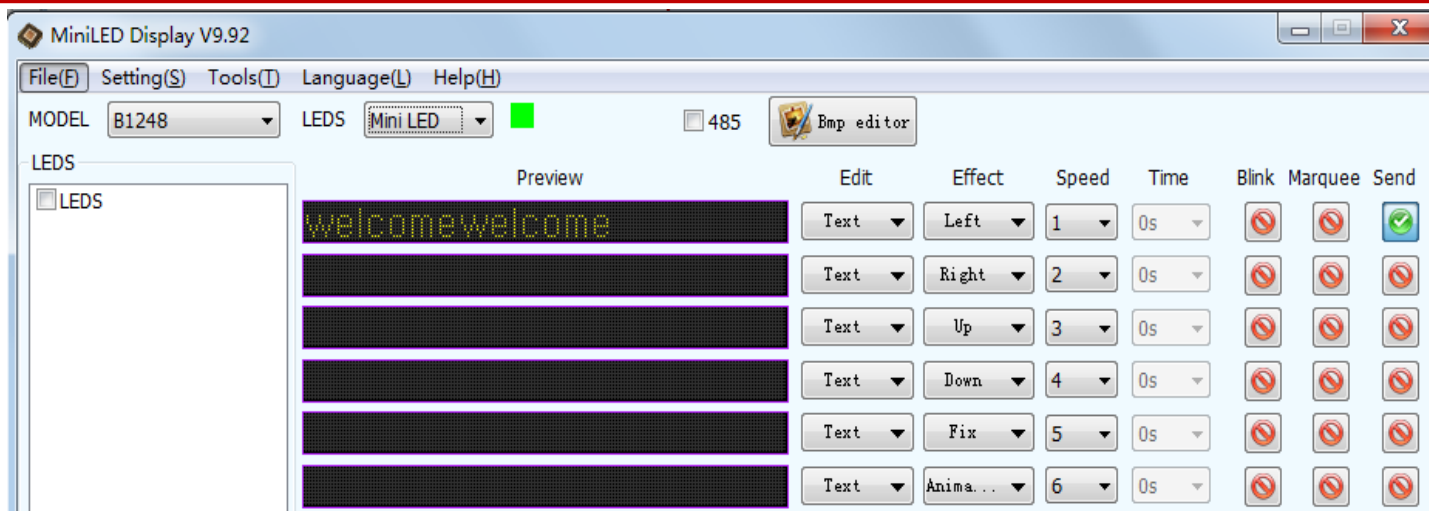 MiniLED Display V9.92
File(F) Setting(S) Tools(T) Language(L) Help(H)
MODEL B1248 LEDS Mini LED 485 Bmp editor
LEDS
Preview Edit Effect Speed Time Blink Marquee Send
LEDS
welcomewelcome Text Left 1 0s
Text Right 2 0s
Text Up 3 0s
Text Down 4 0s
Text Fix 5 0s
Text Anima... 6 0s